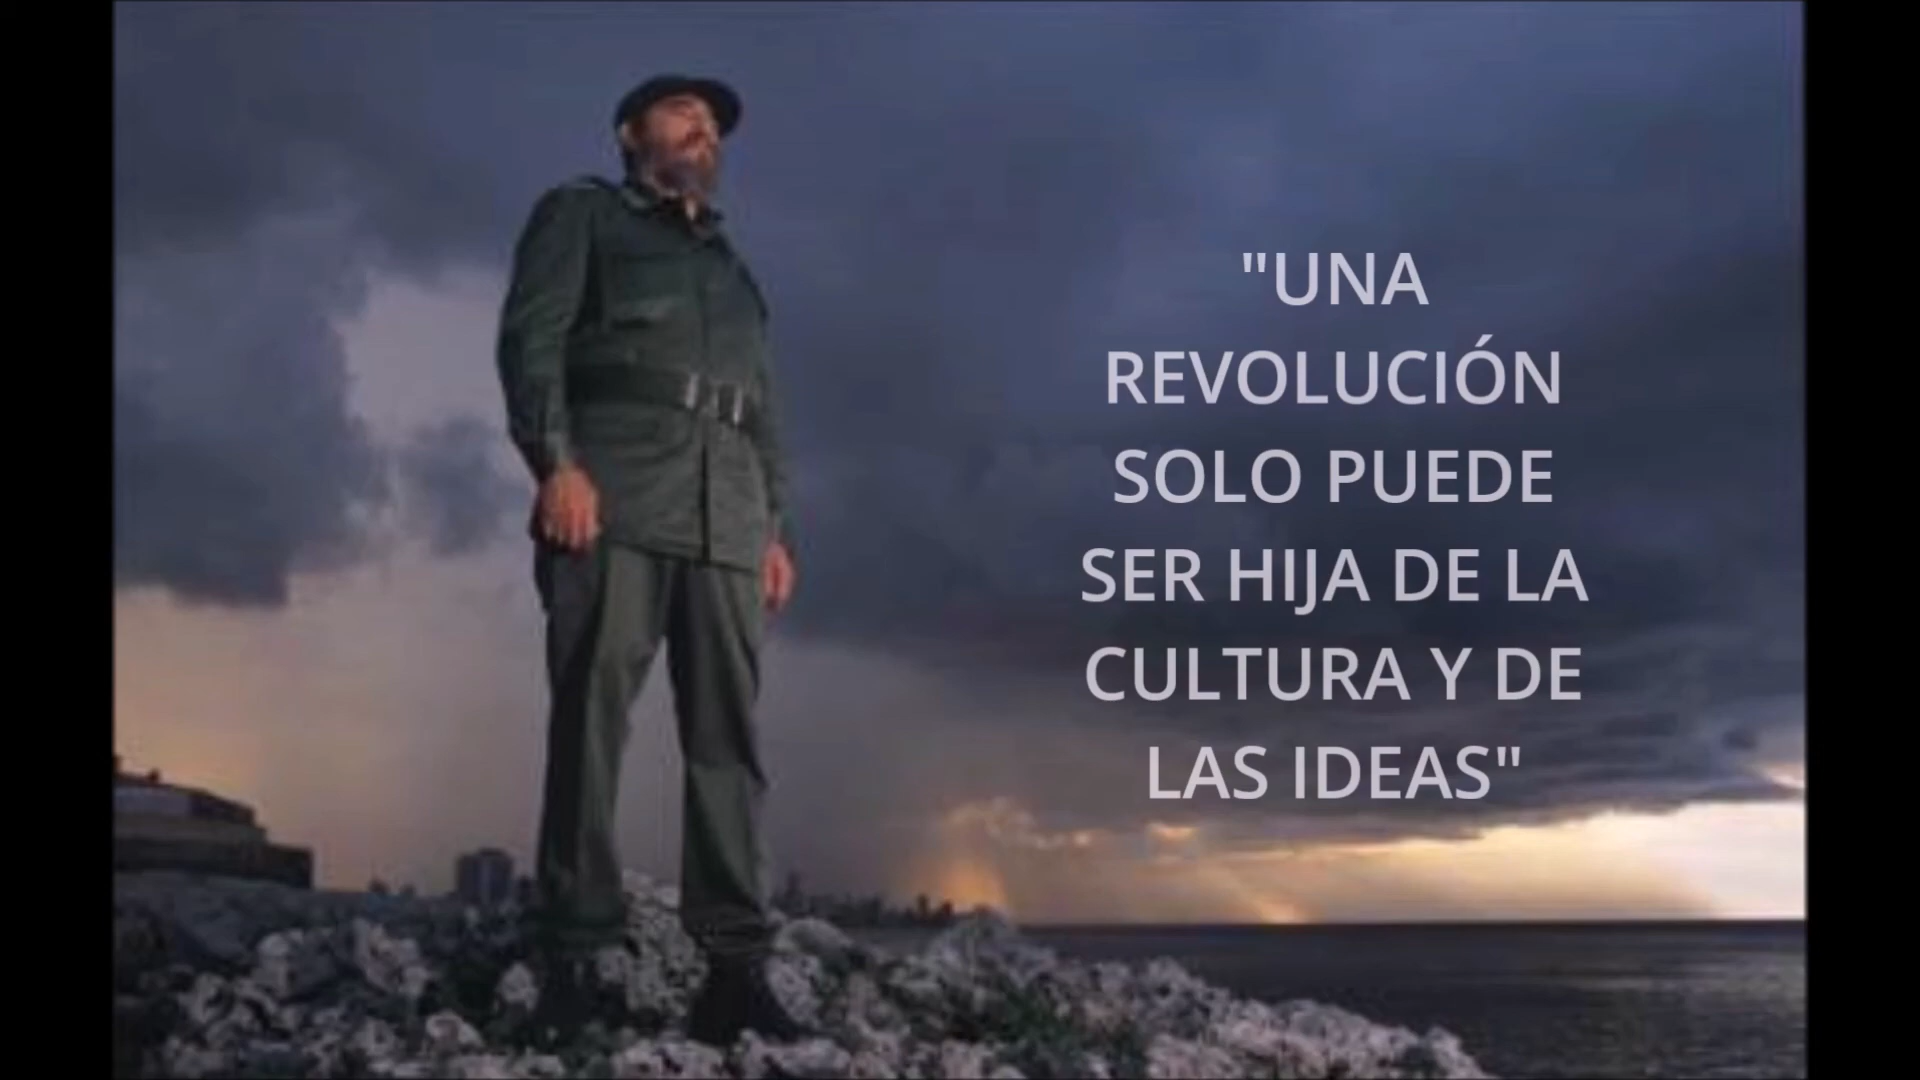 "UNA
REVOLUCIÓN
SOLO PUEDE
SER HIJA DE LA
CULTURA Y DE
LAS IDEAS"